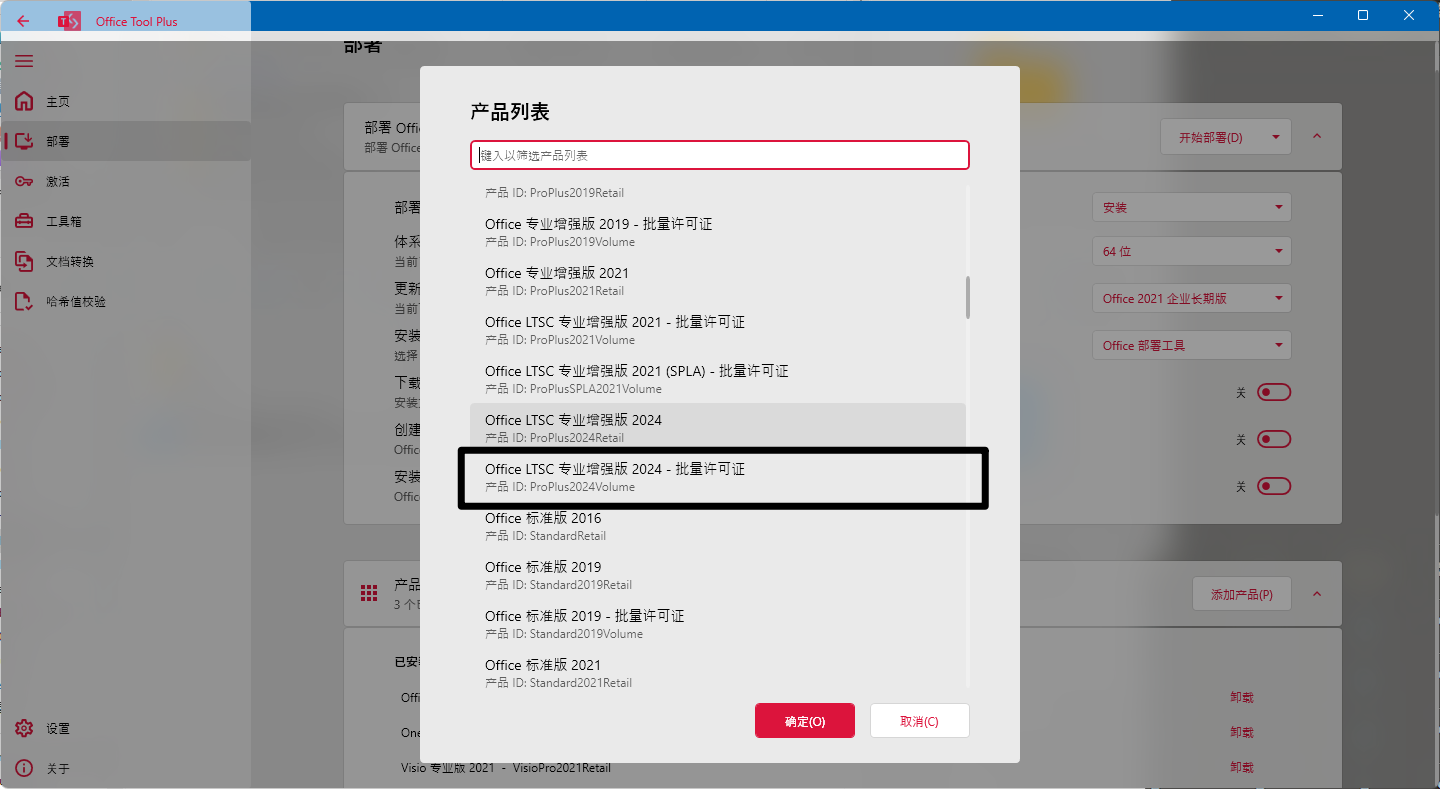 Office Tool Plus
主页
部署
激活
工具箱
文档转换
哈希值校验
设置
关于
部署
部署 Offi
部署 Office
开始部署(D)
部署
安装
体系
当前
64 位
更新
当前
Office 2021 企业长期版
安装
选择
Office 部署工具
下载
安装
关
创建
Office
关
安装
Office
关
产品
3 个已
添加产品(P)
已安装
Offi
卸载
One
卸载
Visio 专业版 2021 - VisioPro2021Retail
卸载
产品列表
键入以筛选产品列表
产品 ID: ProPlus2019Retail
Office 专业增强版 2019 - 批量许可证
产品 ID: ProPlus2019Volume
Office 专业增强版 2021
产品 ID: ProPlus2021Retail
Office LTSC 专业增强版 2021 - 批量许可证
产品 ID: ProPlus2021Volume
Office LTSC 专业增强版 2021 (SPLA) - 批量许可证
产品 ID: ProPlusSPLA2021Volume
Office LTSC 专业增强版 2024
产品 ID: ProPlus2024Retail
Office LTSC 专业增强版 2024 - 批量许可证
产品 ID: ProPlus2024Volume
Office 标准版 2016
产品 ID: StandardRetail
Office 标准版 2019
产品 ID: Standard2019Retail
Office 标准版 2019 - 批量许可证
产品 ID: Standard2019Volume
Office 标准版 2021
产品 ID: Standard2021Retail
确定(O)
取消(C)